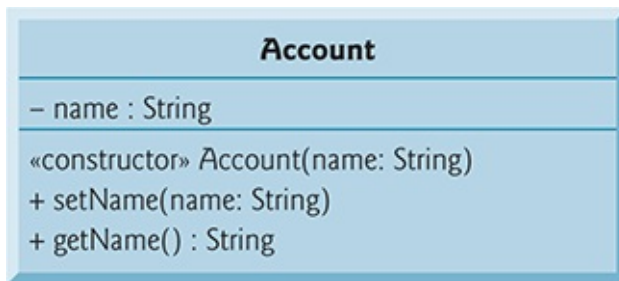 Account
– name : String
«constructor» Account(name: String)
+ setName(name: String)
+ getName() : String